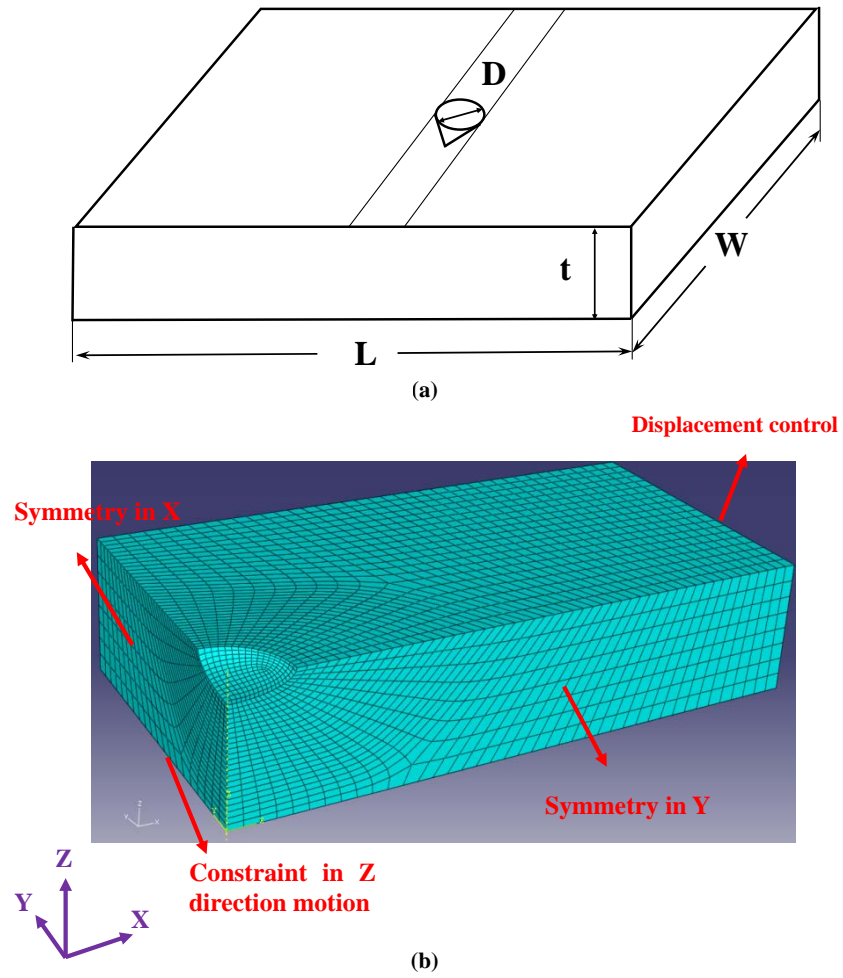 D
t
W
L
(a)
Displacement control
Symmetry in X
Symmetry in Y
Constraint in Z
direction motion
Z
Y
X
(b)